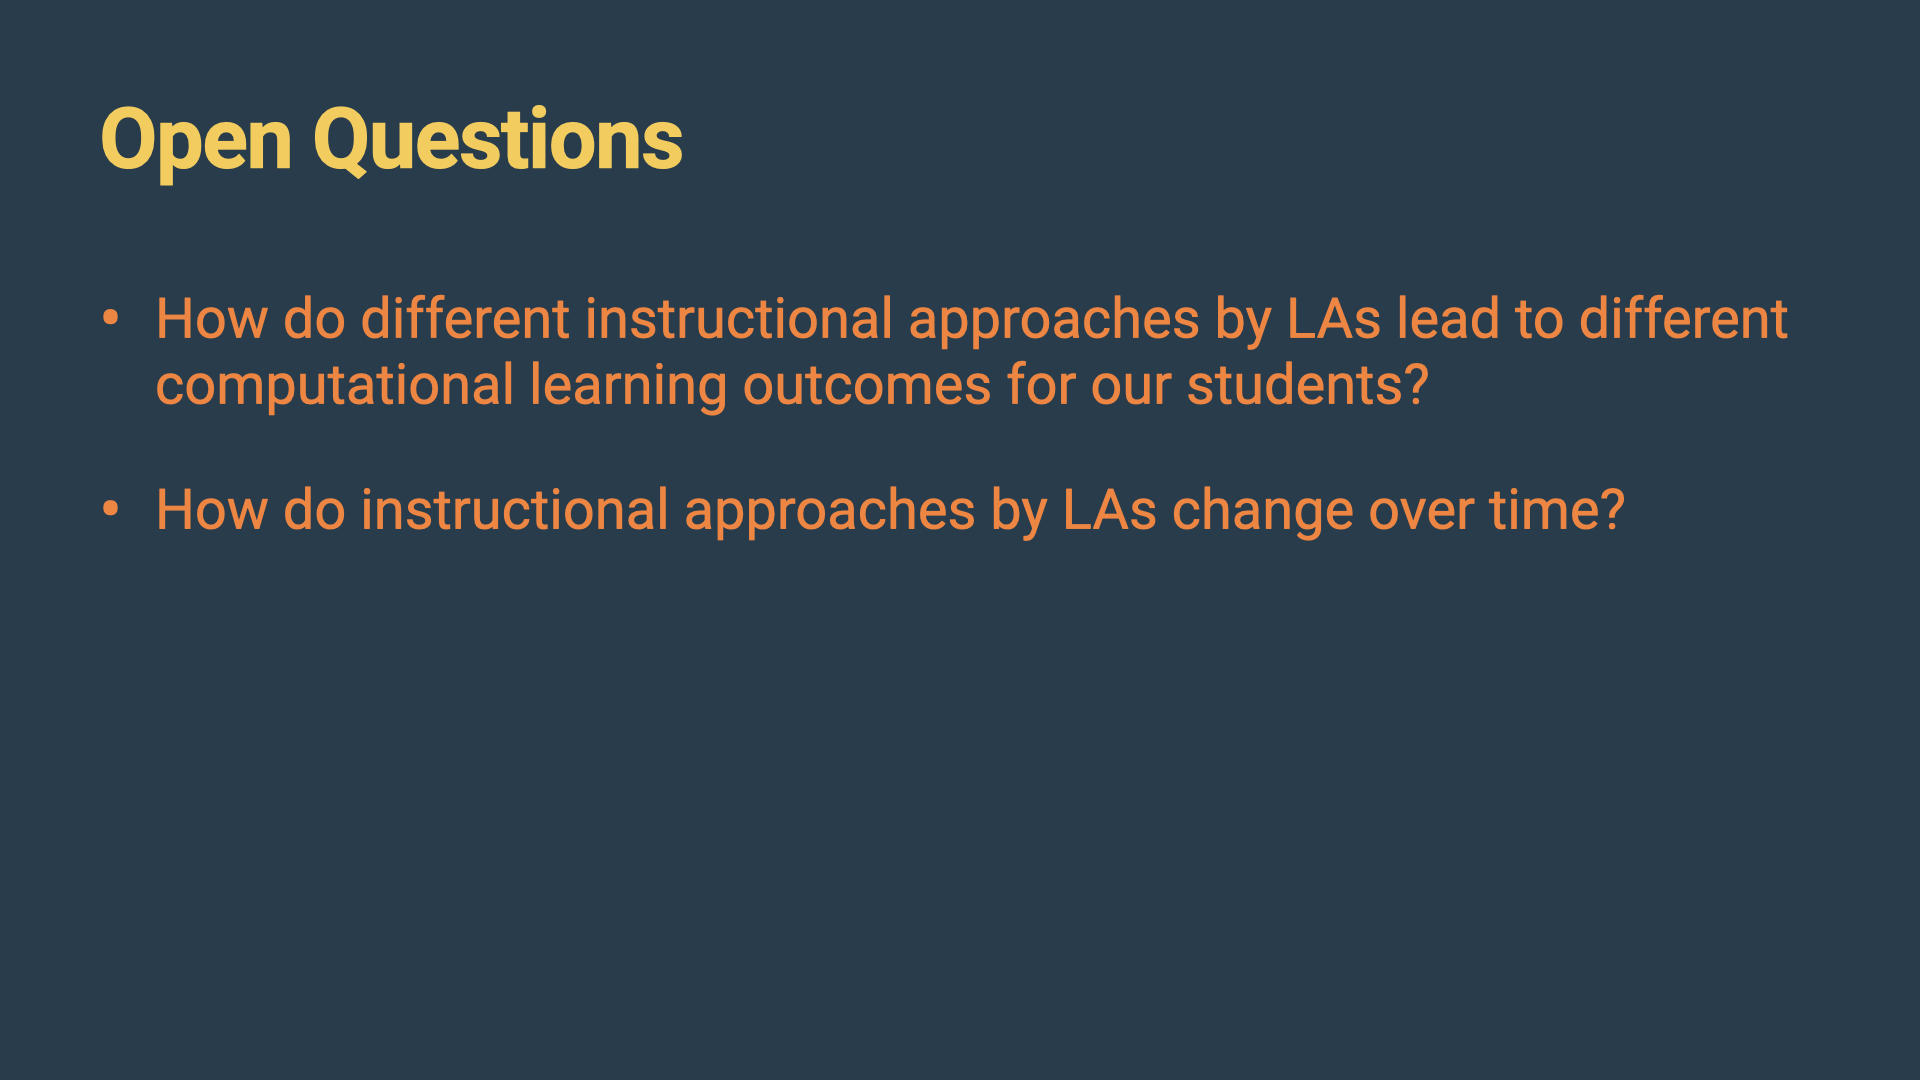 Open Questions
• How do different instructional approaches by LAs lead to different
computational learning outcomes for our students?
• How do instructional approaches by LAs change over time?